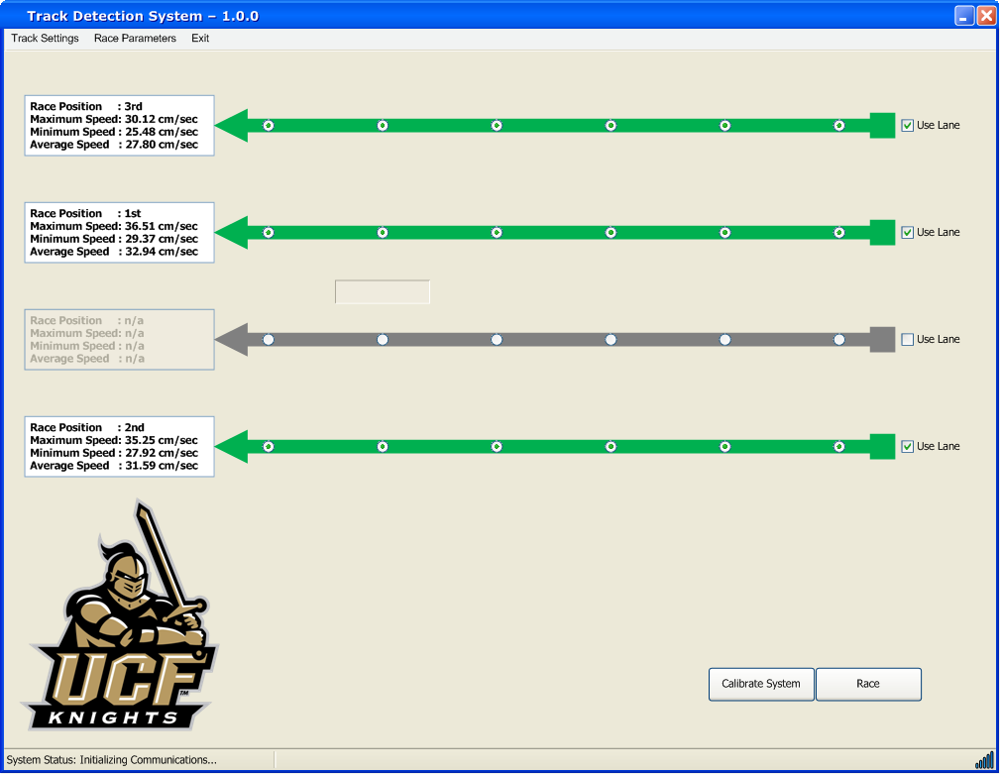 Track Detection System – 1.0.0
Track Settings Race Parameters Exit
Race Position : 3rd
Maximum Speed: 30.12 cm/sec
Minimum Speed : 25.48 cm/sec
Average Speed : 27.80 cm/sec
Use Lane
Race Position : 1st
Maximum Speed: 36.51 cm/sec
Minimum Speed : 29.37 cm/sec
Average Speed : 32.94 cm/sec
Use Lane
Race Position : n/a
Maximum Speed: n/a
Minimum Speed : n/a
Average Speed : n/a
Use Lane
Race Position : 2nd
Maximum Speed: 35.25 cm/sec
Minimum Speed : 27.92 cm/sec
Average Speed : 31.59 cm/sec
Use Lane
UCF TM
KNIGHTS
Calibrate System Race
System Status: Initializing Communications...